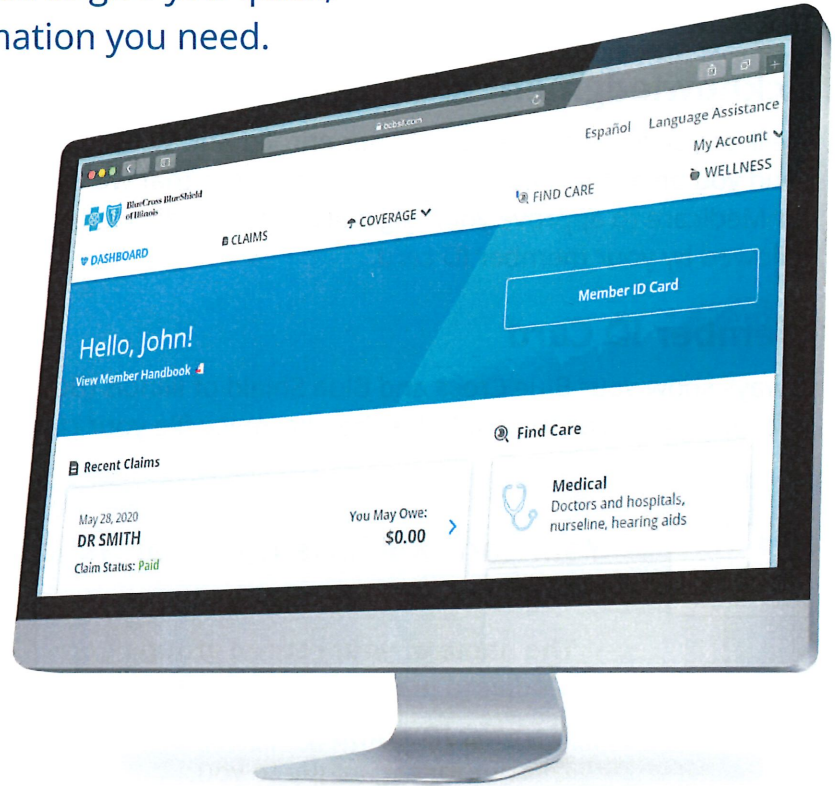 mation you need.
bcbsil.com
Español Language Assistance
My Account
BlueCross BlueShield
of Illinois
DASHBOARD
CLAIMS
COVERAGE
FIND CARE
WELLNESS
Hello, John!
View Member Handbook
Member ID Card
Recent Claims
May 28, 2020
DR SMITH
Claim Status: Paid
You May Owe:
$0.00
Find Care
Medical
Doctors and hospitals,
nurseline, hearing aids